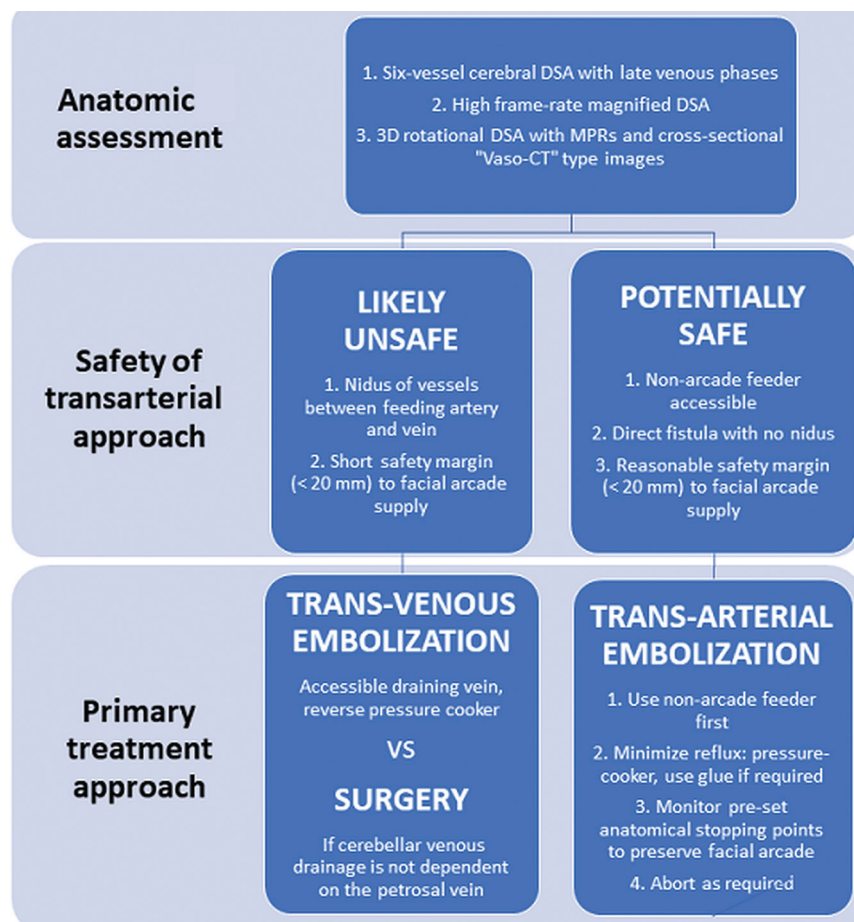 Anatomic
assessment
1. Six-vessel cerebral DSA with late venous phases
2. High frame-rate magnified DSA
3. 3D rotational DSA with MPRs and cross-sectional
"Vaso-CT" type images
Safety of
transarterial
approach
LIKELY
UNSAFE
1. Nidus of vessels
between feeding artery
and vein
2. Short safety margin
(< 20 mm) to facial arcade
supply
POTENTIALLY
SAFE
1. Non-arcade feeder
accessible
2. Direct fistula with no nidus
3. Reasonable safety margin
(< 20 mm) to facial arcade
supply
Primary
treatment
approach
TRANS-VENOUS
EMBOLIZATION
Accessible draining vein,
reverse pressure cooker
VS
SURGERY
If cerebellar venous
drainage is not dependent
on the petrosal vein
TRANS-ARTERIAL
EMBOLIZATION
1. Use non-arcade feeder
first
2. Minimize reflux: pressure-
cooker, use glue if required
3. Monitor pre-set
anatomical stopping points
to preserve facial arcade
4. Abort as required